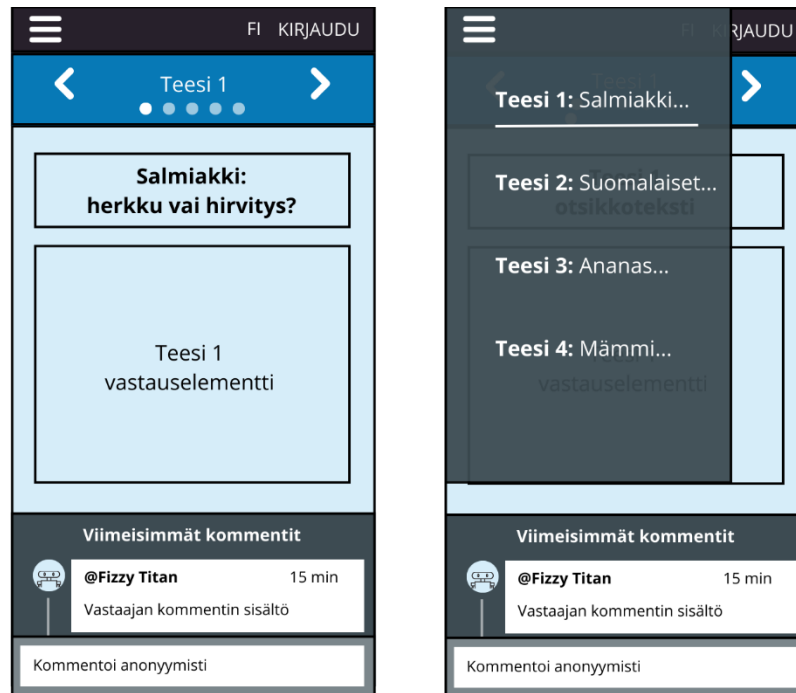 FI KIRJAUDU
Teesi 1
Salmiakki:
herkku vai hirvitys?
Teesi 1
vastauselementti
Viimeisimmät kommentit
@Fizzy Titan 15 min
Vastaajan kommentin sisältö
Kommentoi anonyymisti
FI KIRJAUDU
Teesi 1
Teesi 1: Salmiakki...
Teesi 2: Suomalaiset...
otsikkoteksti
Teesi 3: Ananas...
Teesi 4: Mämmi...
vastauselementti
Viimeisimmät kommentit
@Fizzy Titan 15 min
Vastaajan kommentin sisältö
Kommentoi anonyymisti